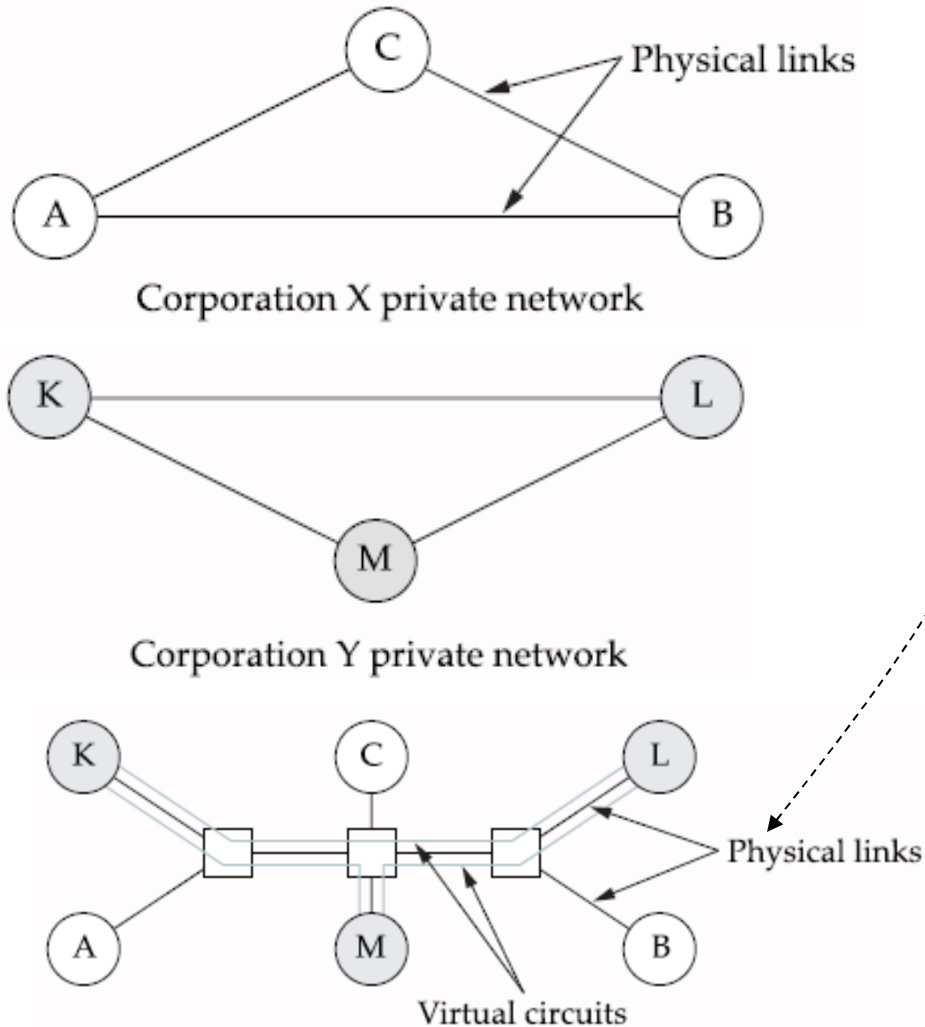 C
Physical links
A
B
Corporation X private network
K
L
M
Corporation Y private network
K
C
L
Physical links
A
M
B
Virtual circuits